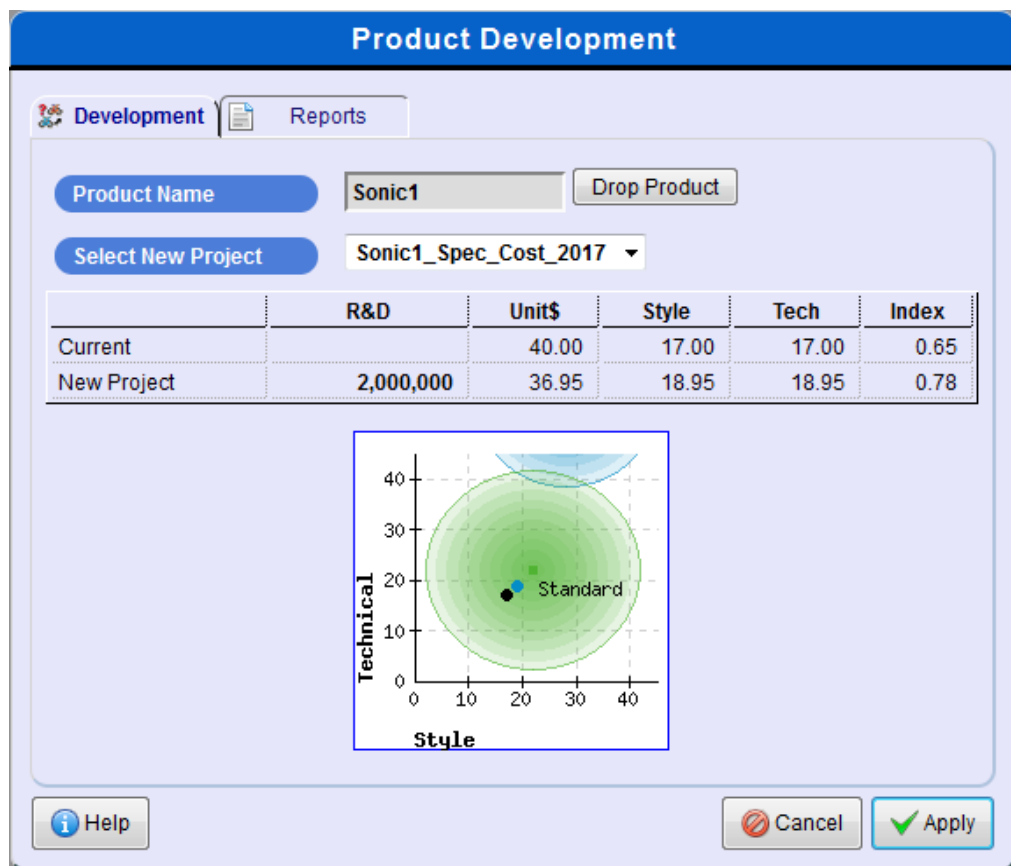 Product Development
Development Reports
Product Name Sonic1 Drop Product
Select New Project Sonic1_Spec_Cost_2017
R&D Unit$ Style Tech Index
Current 40.00 17.00 17.00 0.65
New Project 2,000,000 36.95 18.95 18.95 0.78
40
30
20
10
0
Technical
Standard
0 10 20 30 40
Style
Help Cancel Apply